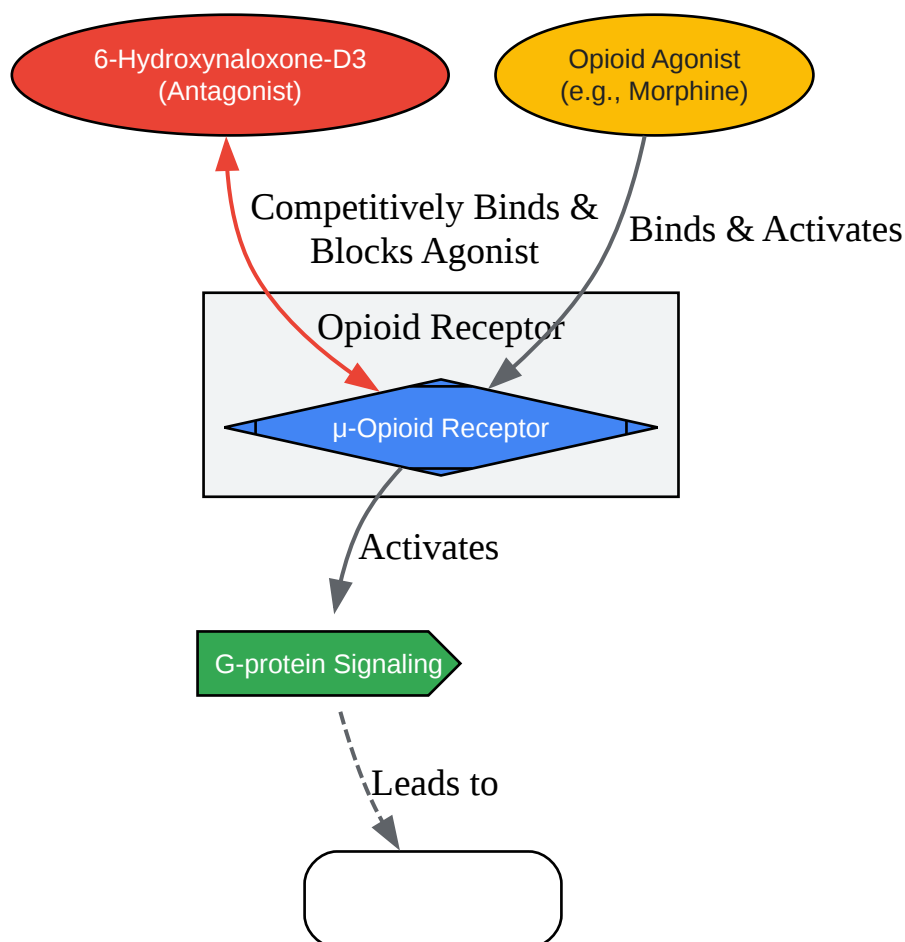 6-Hydroxynaloxone-D3
(Antagonist)
Opioid Agonist
(e.g., Morphine)
Competitively Binds &
Blocks Agonist
Binds & Activates
Opioid Receptor
μ-Opioid Receptor
Activates
G-protein Signaling
Leads to